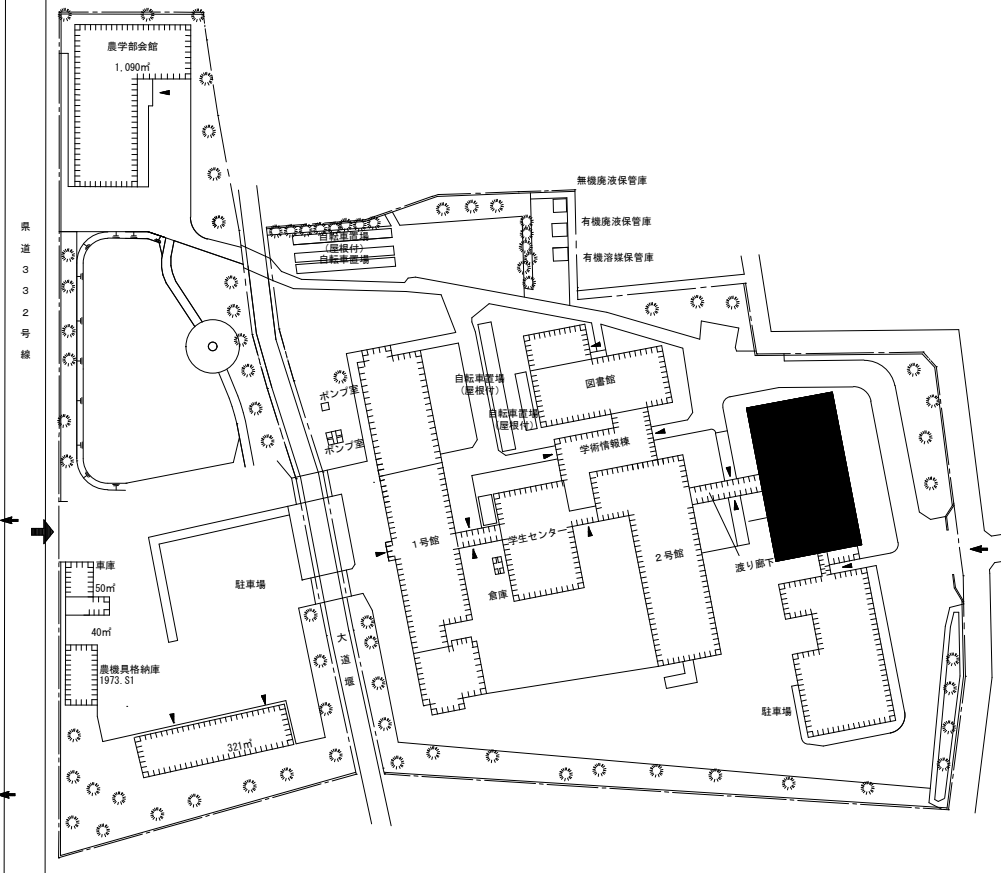 農学部会館
1,090㎡
無機廃液保管庫
有機廃液保管庫
有機溶媒保管庫
自転車置場
(屋根付)
自転車置場
県道332号線
自転車置場
(屋根付)
自転車置場
(屋根付)
図書館
ポンプ室
ポンプ室
学術情報棟
1号館
学生センター
2号館
渡り廊下
倉庫
車庫
50㎡
40㎡
駐車場
農機具格納庫
1973.S1
大道堰
321㎡
駐車場